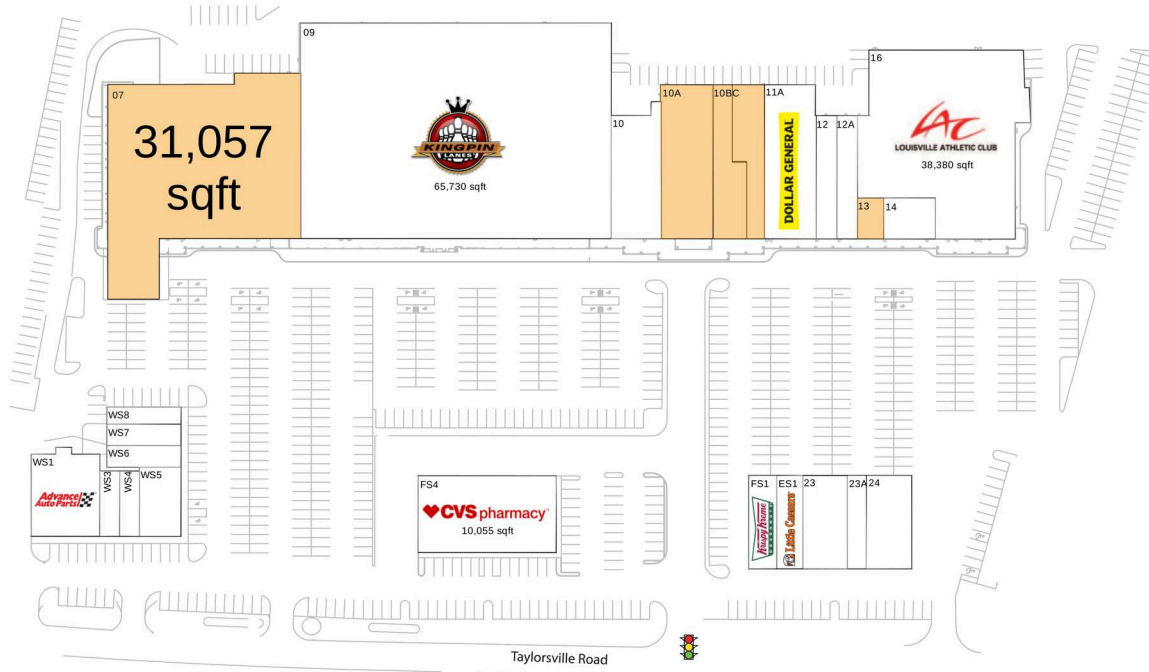 09
16
07
10A
10BC
11A
31,057
sqft
KINGPIN
LANES
65,730 sqft
10
DOLLAR GENERAL
12
12A
LAC
LOUISVILLE ATHLETIC CLUB
38,380 sqft
13
14
WS8
WS7
WS6
WS1
WS3
WS4
WS5
Advance
Auto Parts
FS4
CVS pharmacy
10,055 sqft
FS1
ES1
23
23A
24
Krispy Kreme
Little Caesars
Taylorsville Road